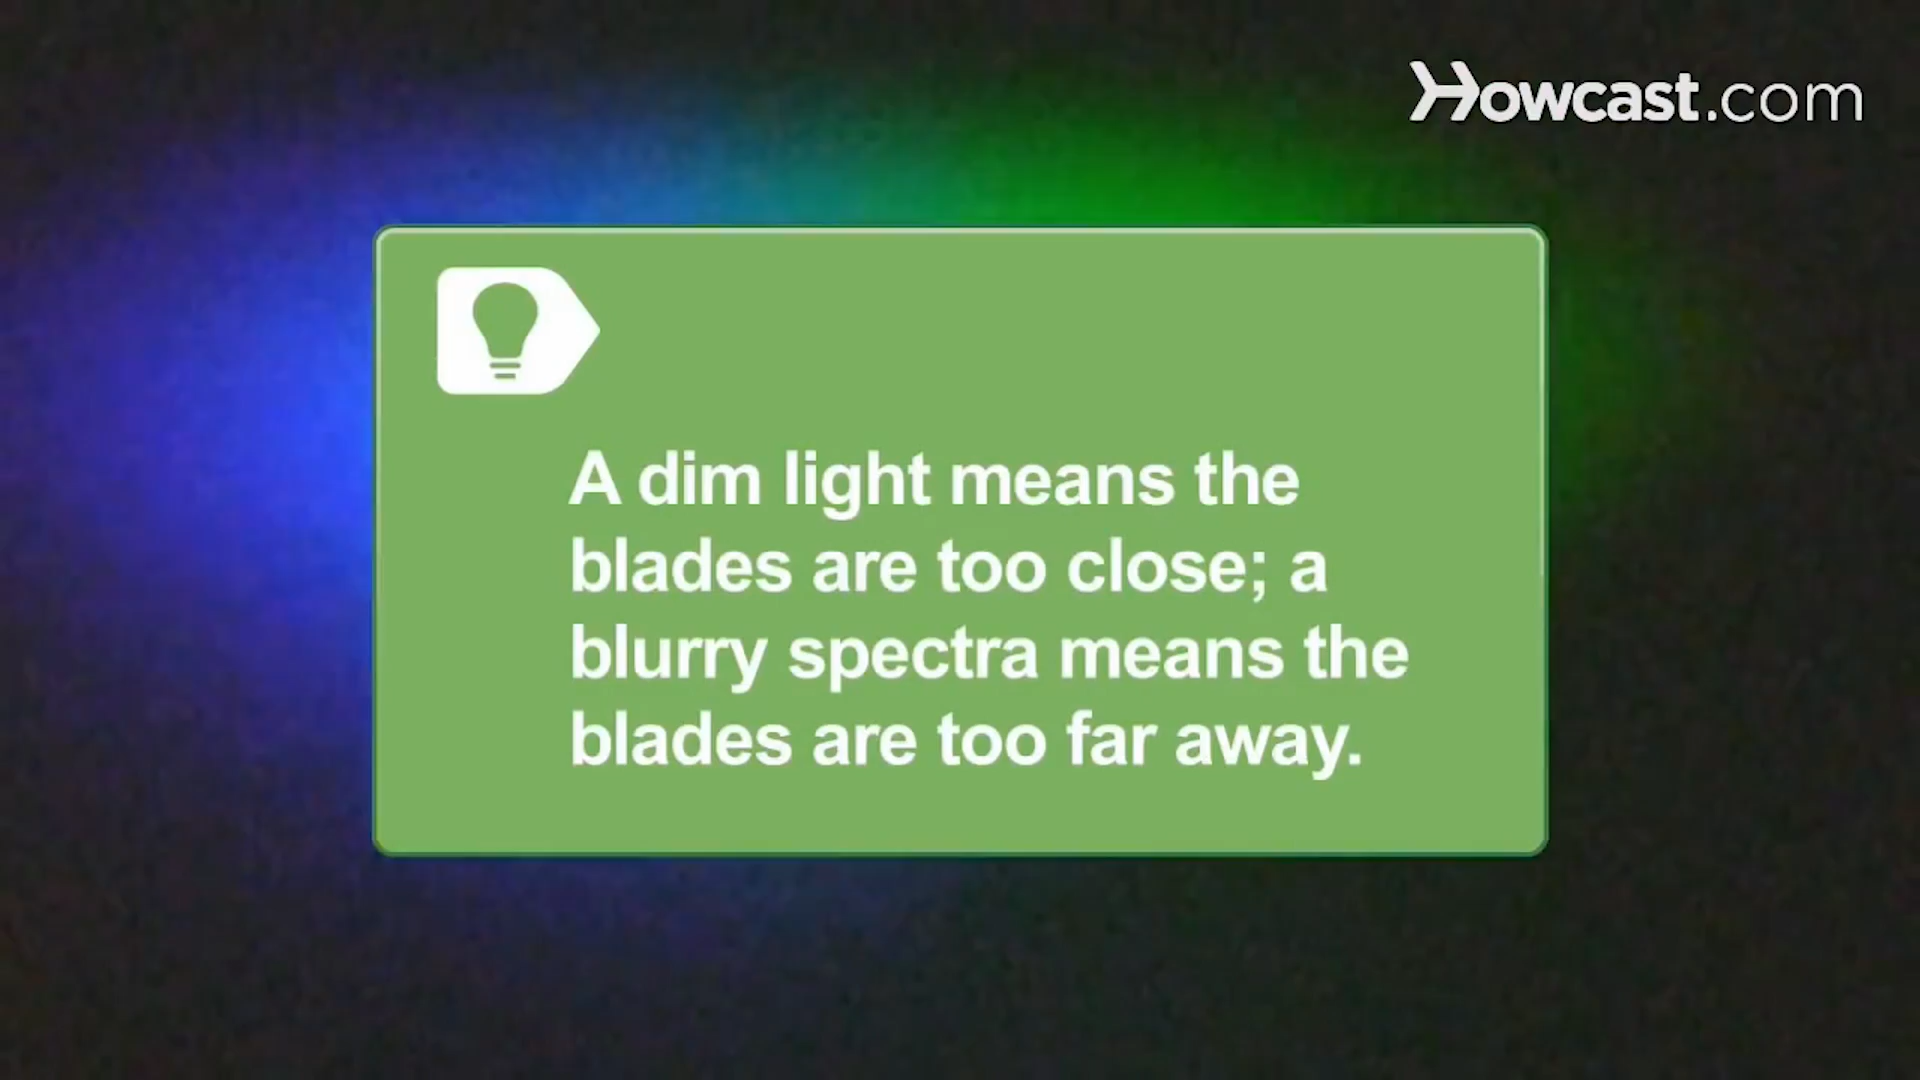 Howcast.com
A dim light means the
blades are too close; a
blurry spectra means the
blades are too far away.